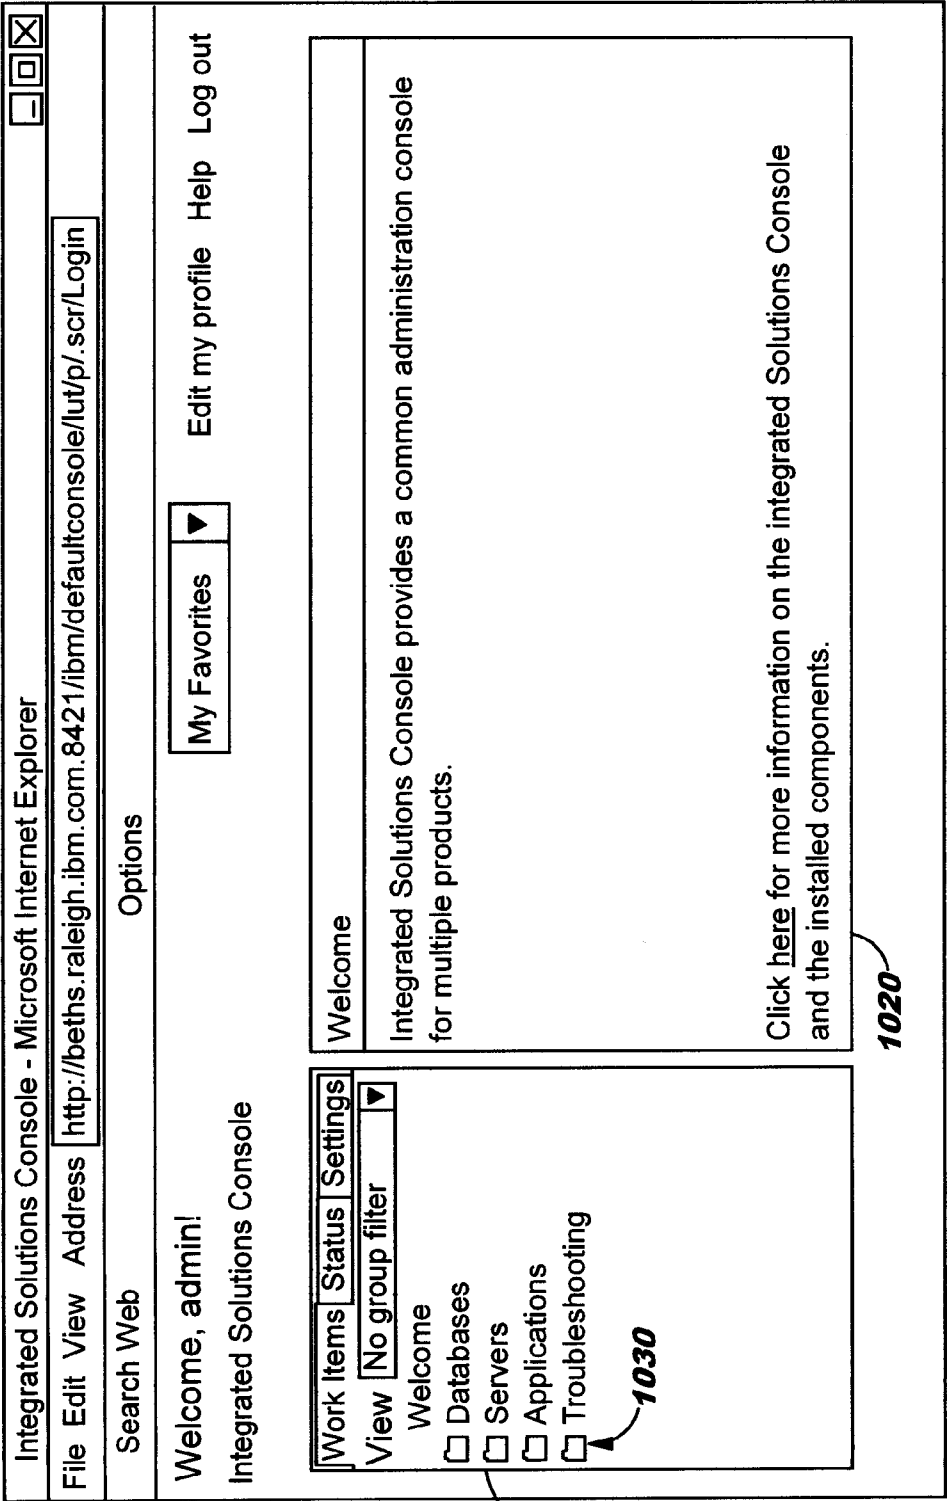 Integrated Solutions Console - Microsoft Internet Explorer
File Edit View Address http://beths.raleigh.ibm.com.8421/ibm/defaultconsole/lut/p/.scr/Login
Search Web Options
Welcome, admin! My Favorites Edit my profile Help Log out
Integrated Solutions Console
Work Items Status Settings
View No group filter
Welcome
Databases
Servers
Applications
Troubleshooting
1030
Welcome
Integrated Solutions Console provides a common administration console
for multiple products.
Click here for more information on the integrated Solutions Console
and the installed components.
1020